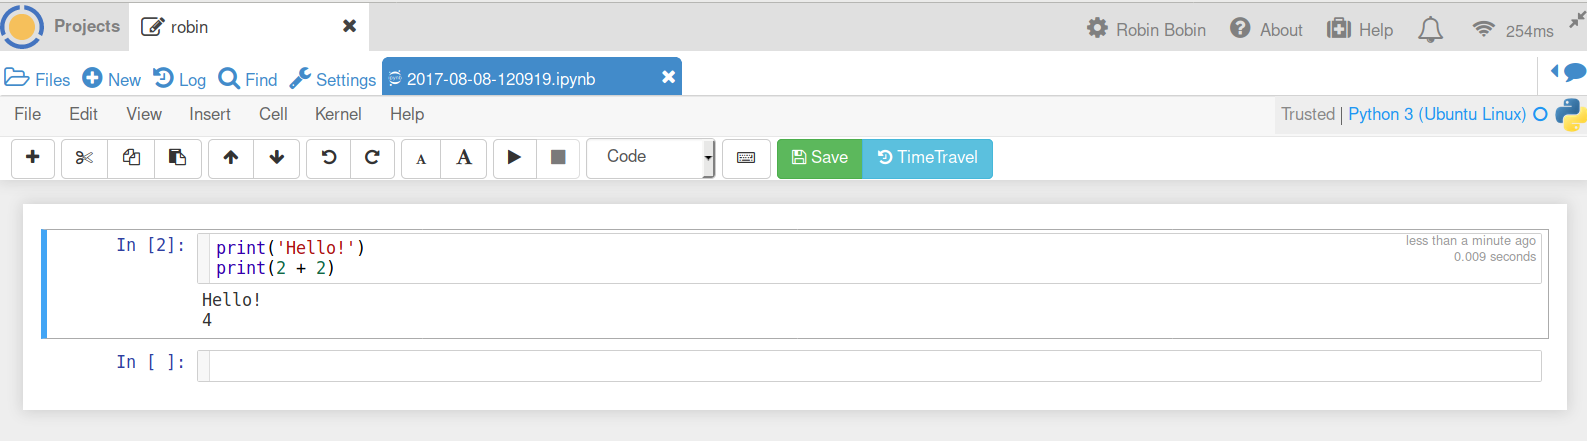 Projects robin Robin Bobin About Help 254ms
Files New Log Find Settings 2017-08-08-120919.ipynb
File Edit View Insert Cell Kernel Help Trusted | Python 3 (Ubuntu Linux)
A A Code Save TimeTravel
In [2]: print('Hello!') less than a minute ago
print(2 + 2) 0.009 seconds
Hello!
4
In [ ]: